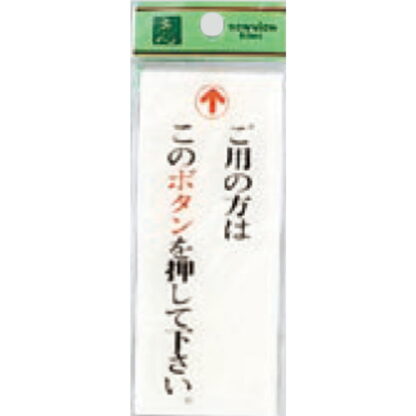 ご用の方は
このボタンを押して下さい。